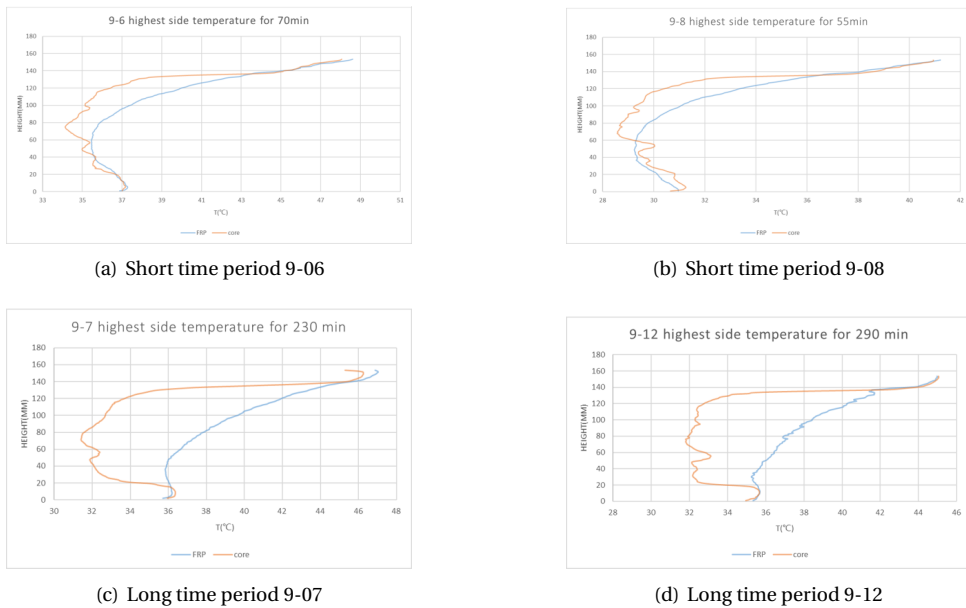 9-6 highest side temperature for 70min
180
160
140
120
100
80
60
40
20
0
HEIGHT(MM)
33 35 37 39 41 43 45 47 49 51
T(℃)
FRP core
(a) Short time period 9-06
9-8 highest side temperature for 55min
180
160
140
120
100
80
60
40
20
0
HEIGHT(MM)
28 30 32 34 36 38 40 42
T(℃)
FRP core
(b) Short time period 9-08
9-7 highest side temperature for 230 min
180
160
140
120
100
80
60
40
20
0
HEIGHT(MM)
30 32 34 36 38 40 42 44 46 48
T(℃)
FRP core
(c) Long time period 9-07
9-12 highest side temperature for 290 min
180
160
140
120
100
80
60
40
20
0
HEIGHT(MM)
28 30 32 34 36 38 40 42 44 46
T(℃)
FRP core
(d) Long time period 9-12